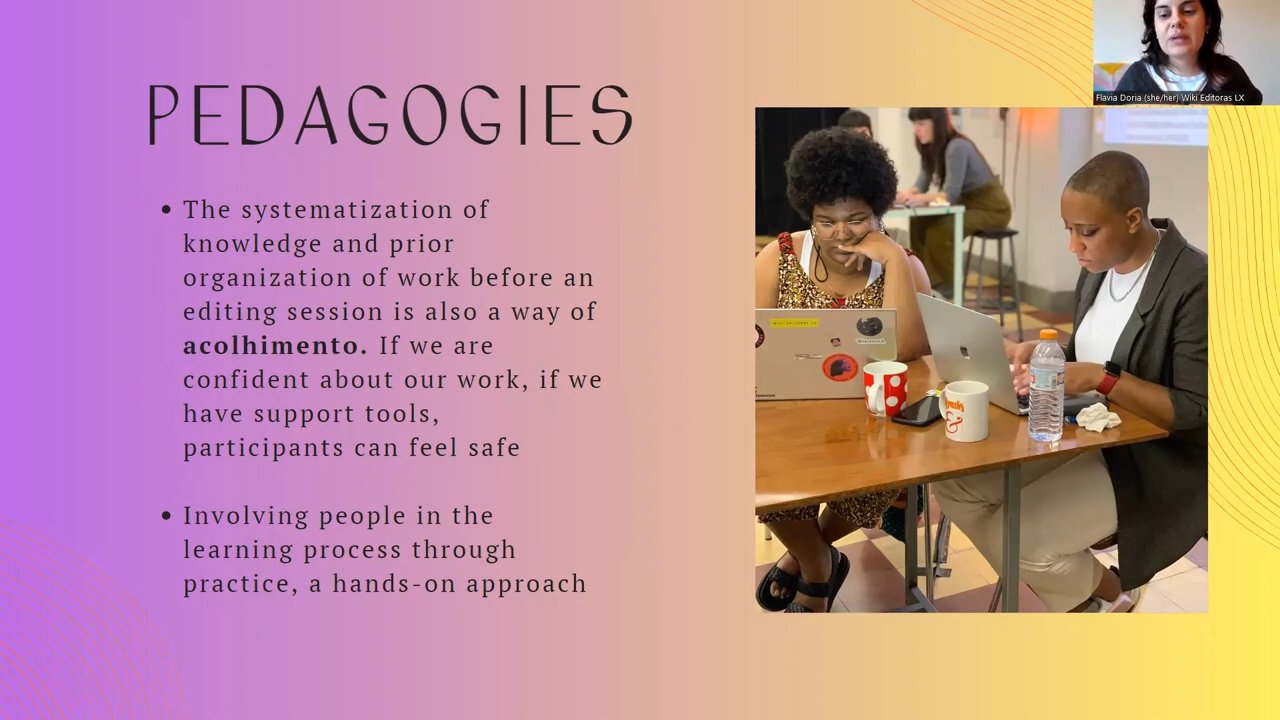 PEDAGOGIES
• The systematization of
knowledge and prior
organization of work before an
editing session is also a way of
acolhimento. If we are
confident about our work, if we
have support tools,
participants can feel safe
• Involving people in the
learning process through
practice, a hands-on approach
Flavia Doria (she/her) Wiki Editoras LX